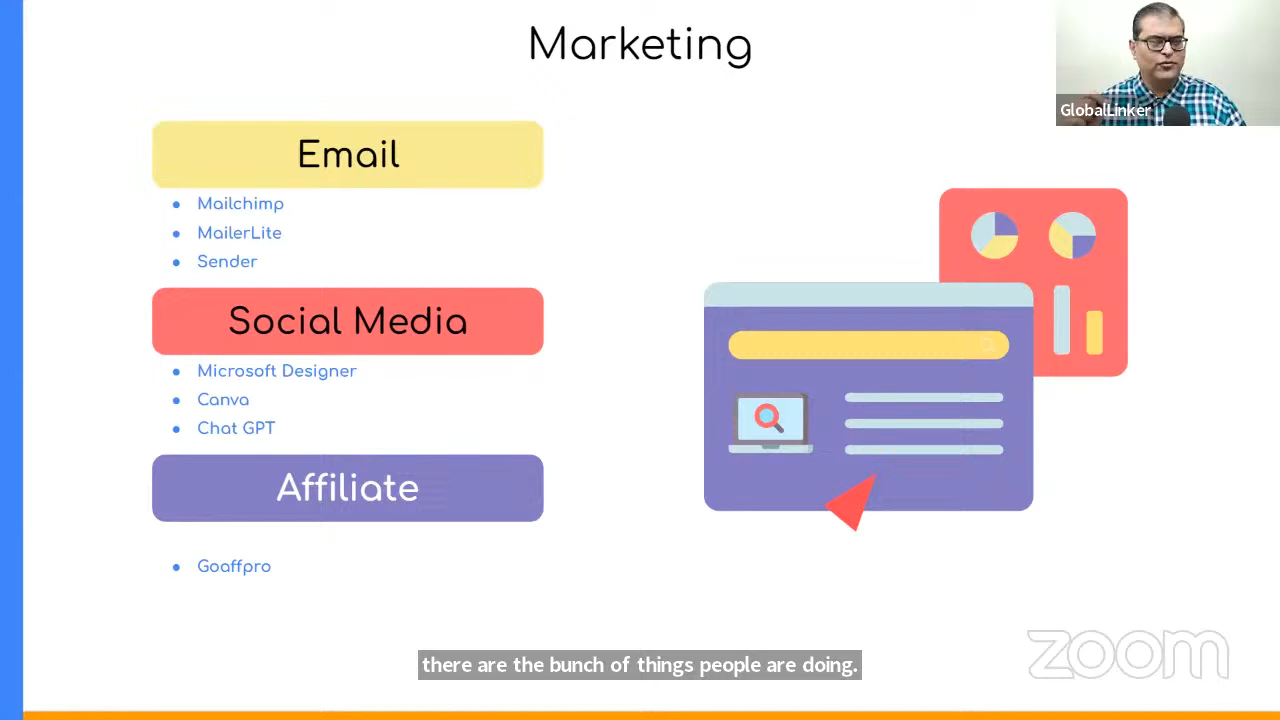 Marketing
GlobalLinker
Email
Mailchimp
MailerLite
Sender
Social Media
Microsoft Designer
Canva
Chat GPT
Affiliate
Goaffpro
there are the bunch of things people are doing.
zoom